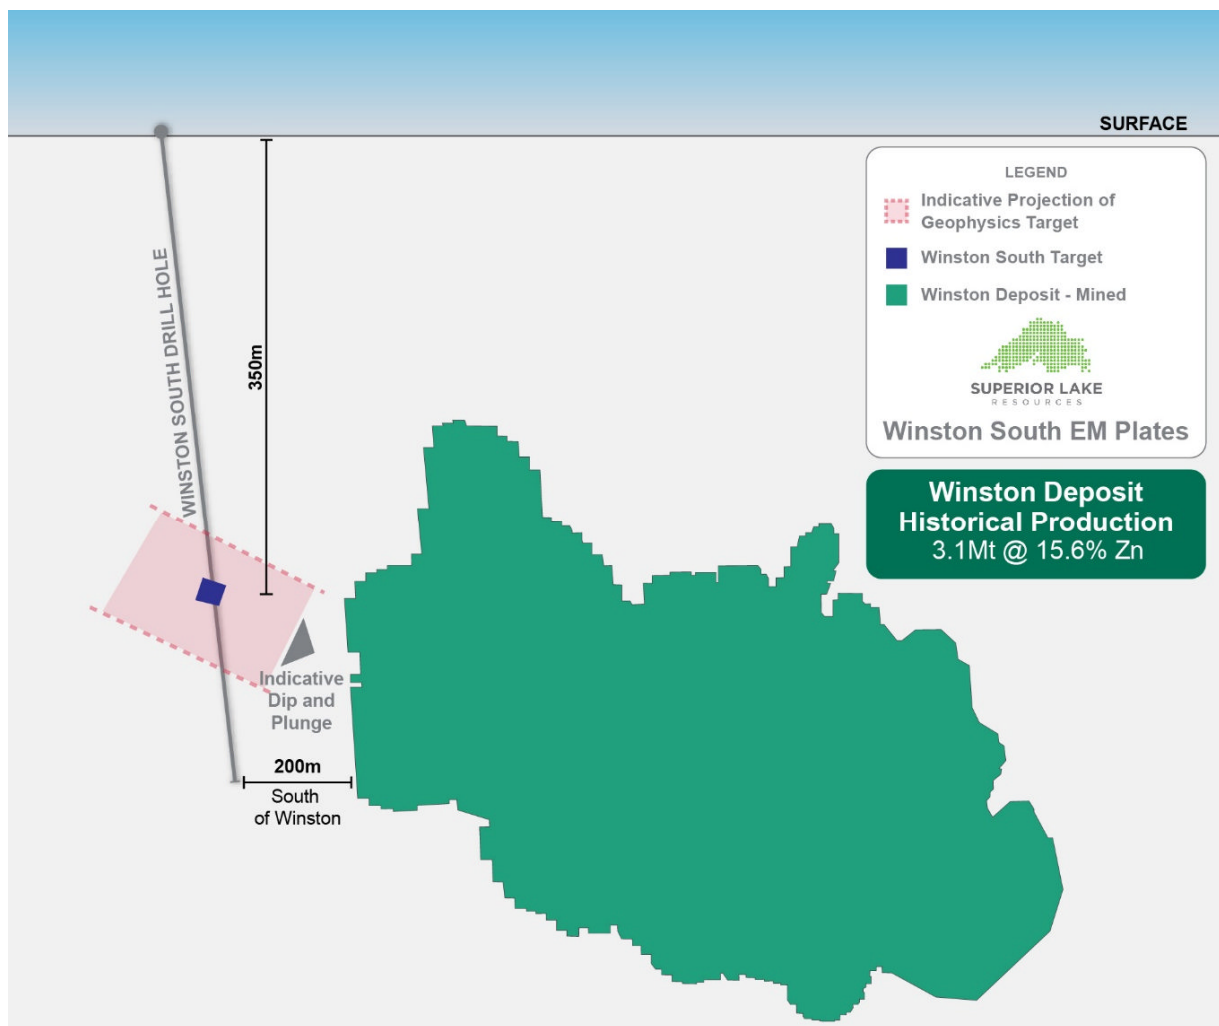 SURFACE
LEGEND
Indicative Projection of
Geophysics Target
Winston South Target
Winston Deposit - Mined
SUPERIOR LAKE
RESOURCES
Winston South EM Plates
Winston Deposit
Historical Production
3.1Mt @ 15.6% Zn
WINSTON SOUTH DRILL HOLE
350m
Indicative
Dip and
Plunge
200m
South
of Winston